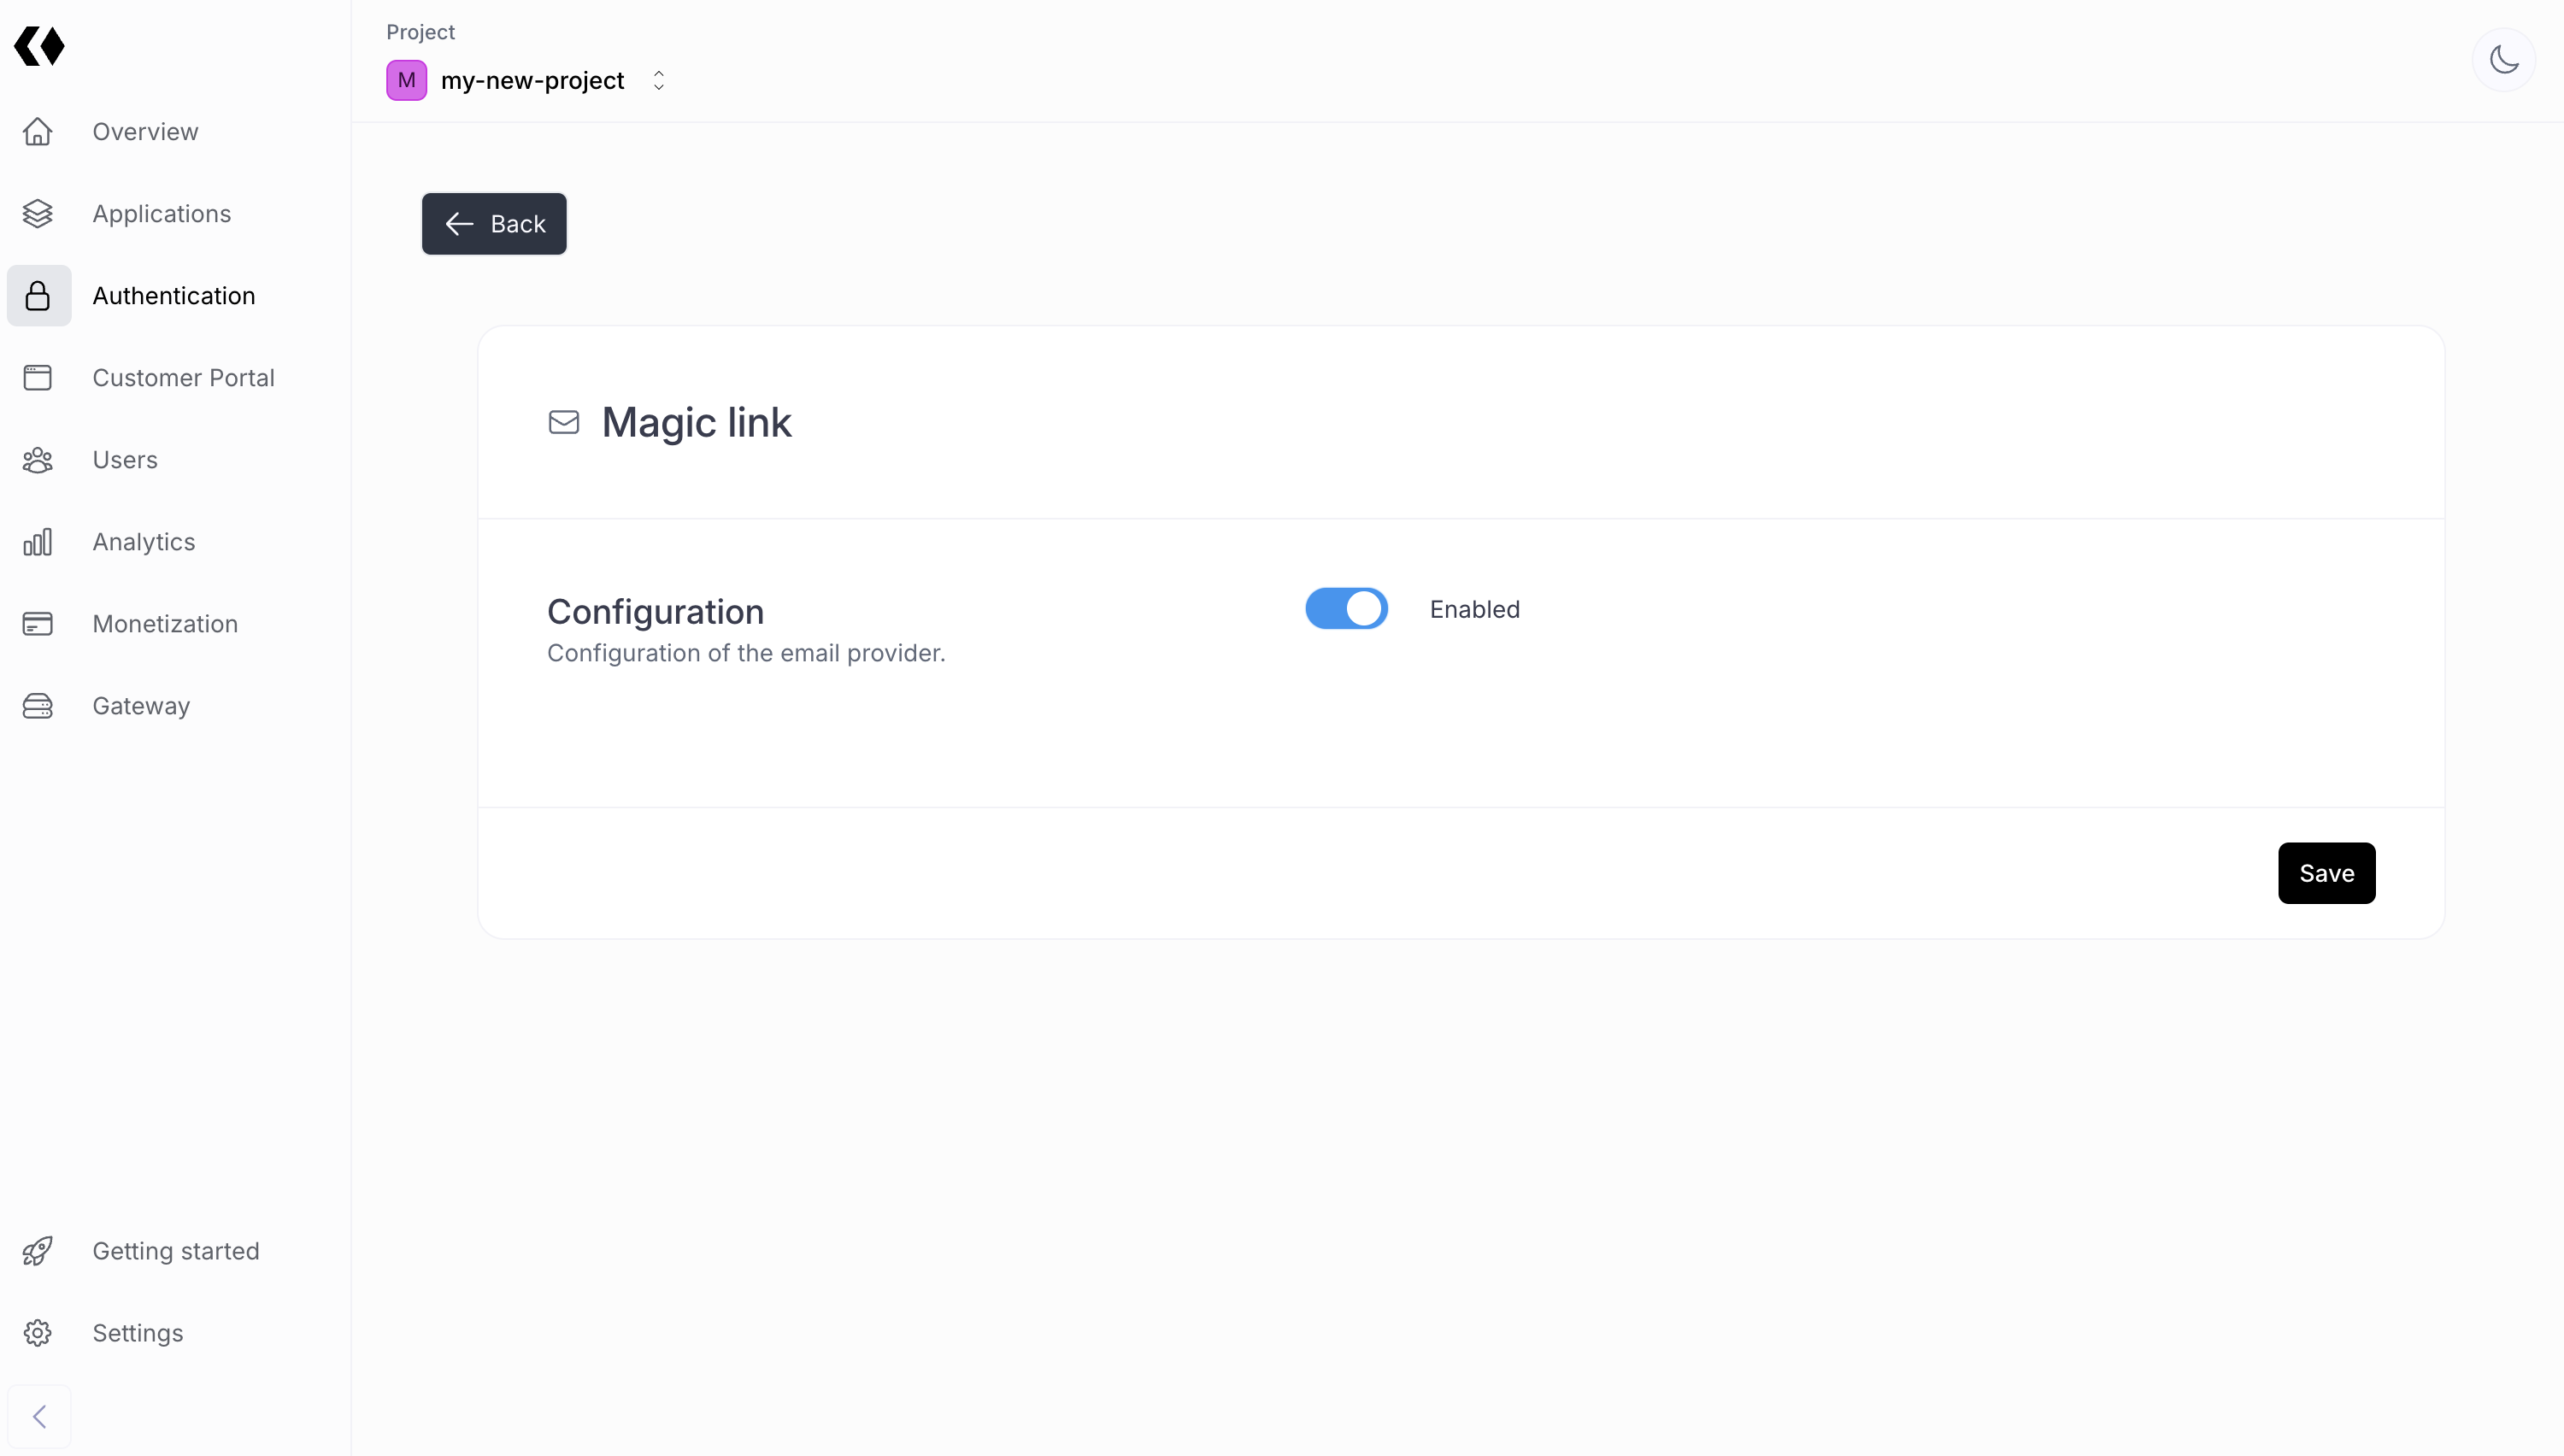 Project
M
my-new-project
Overview
Applications
Authentication
Customer Portal
Users
Analytics
Monetization
Gateway
Getting started
Settings
Back
Magic link
Configuration
Configuration of the email provider.
Enabled
Save